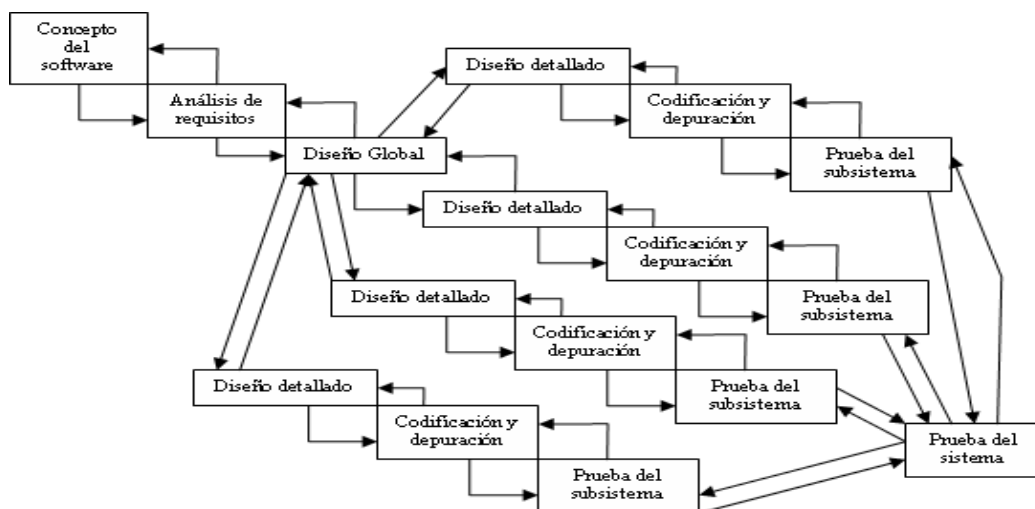 Concepto
del
software
Análisis de
requisitos
Diseño Global
Diseño detallado
Codificación y
depuración
Prueba del
subsistema
Diseño detallado
Codificación y
depuración
Prueba del
subsistema
Diseño detallado
Codificación y
depuración
Prueba del
subsistema
Diseño detallado
Codificación y
depuración
Prueba del
subsistema
Prueba del
sistema